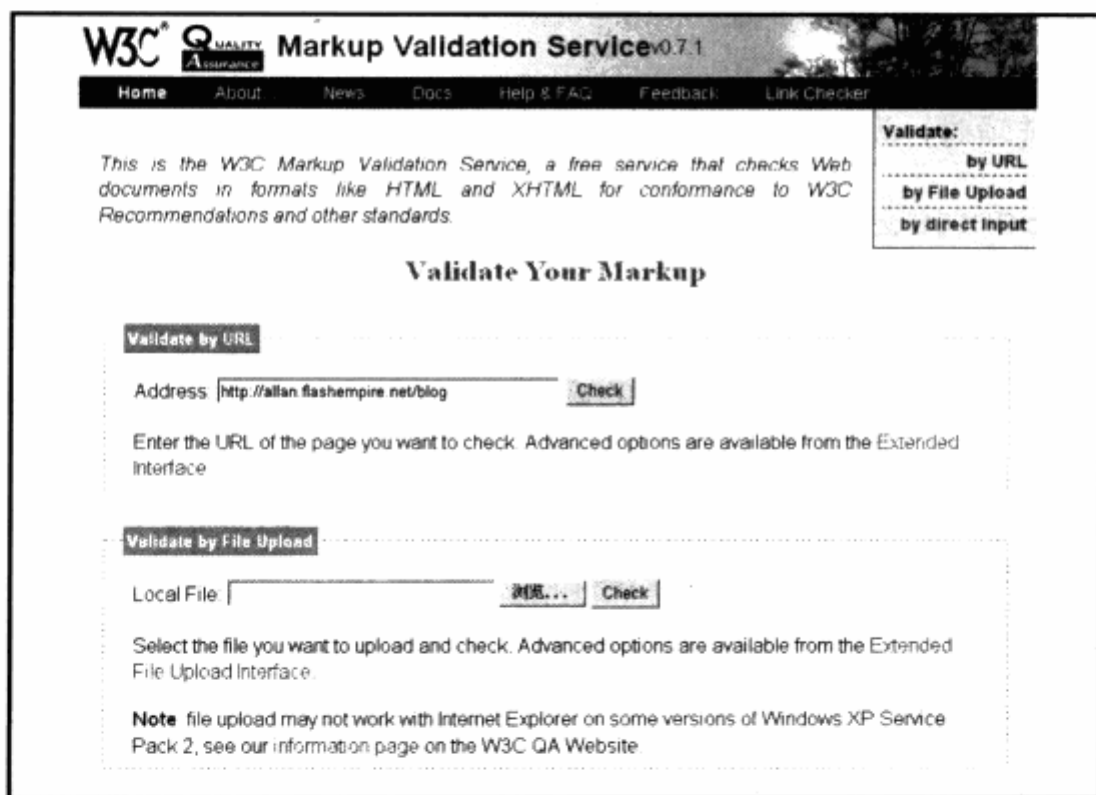 W3C® QUALITY ASSURANCE Markup Validation Service v0.7.1
Home About... News Docs Help & FAQ Feedback Link Checker
Validate:
by URL
by File Upload
by direct Input
This is the W3C Markup Validation Service, a free service that checks Web
documents in formats like HTML and XHTML for conformance to W3C
Recommendations and other standards.
Validate Your Markup
Validate by URL
Address: http://allan.flashempire.net/blog Check
Enter the URL of the page you want to check. Advanced options are available from the Extended
Interface
Validate by File Upload
Local File: 浏览... Check
Select the file you want to upload and check. Advanced options are available from the Extended
File Upload Interface.
Note file upload may not work with Internet Explorer on some versions of Windows XP Service
Pack 2, see our information page on the W3C QA Website.